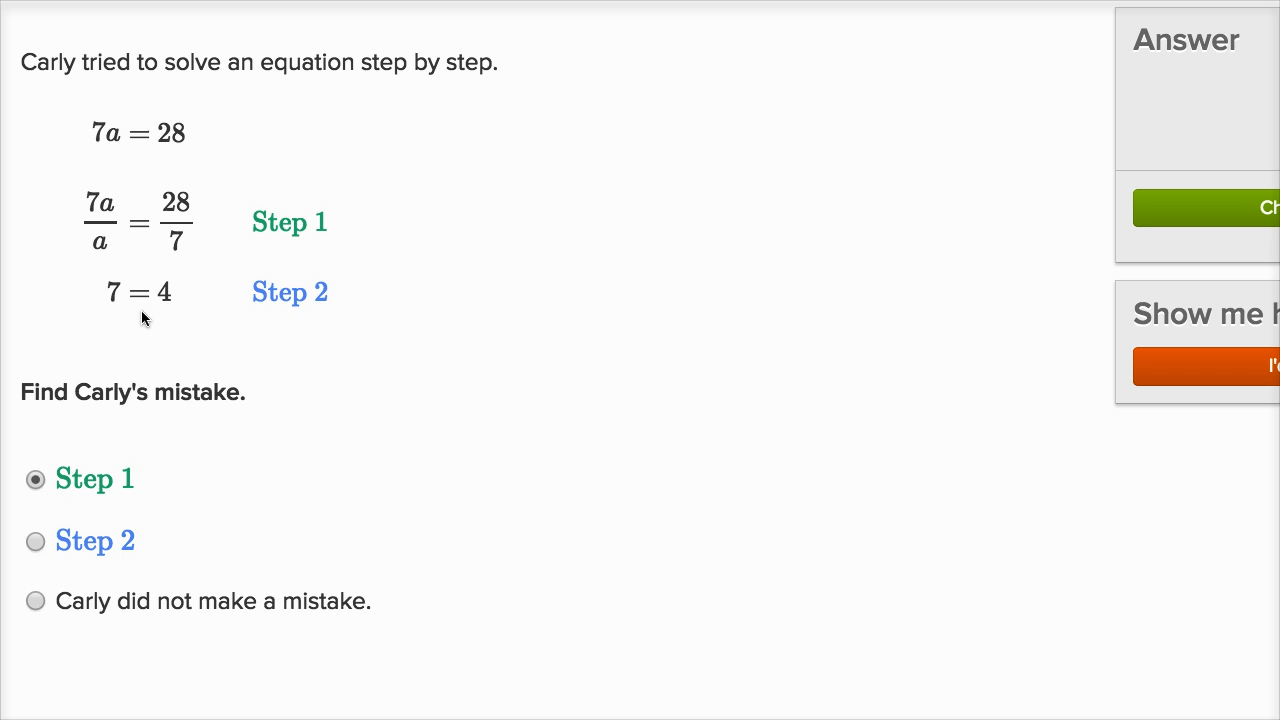 Carly tried to solve an equation step by step.
7a = 28
7a/a = 28/7 Step 1
7 = 4 Step 2
Find Carly's mistake.
Step 1
Step 2
Carly did not make a mistake.
Answer
Show me